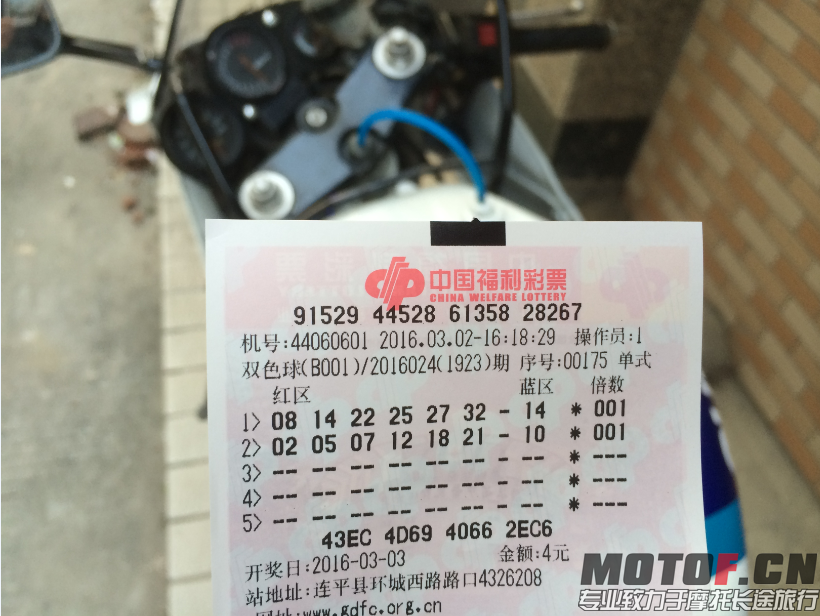 中国福利彩票
CHINA WELFARE LOTTERY
91529 44528 61358 28267
机号:44060601 2016.03.02-16:18:29 操作员:1
双色球(B001)/2016024(1923)期 序号:00175 单式
红区 蓝区 倍数
1> 08 14 22 25 27 32 - 14 * 001
2> 02 05 07 12 18 21 - 10 * 001
3> -- -- -- -- -- -- - -- * ---
4> -- -- -- -- -- -- - -- * ---
5> -- -- -- -- -- -- - -- * ---
43EC 4D69 4066 2EC6
开奖日:2016-03-03 金额:4元
站地址:连平县环城西路路口4326208
网址:www.gdfc.org.cn
MOTOF.CN
专业致力于摩托长途旅行